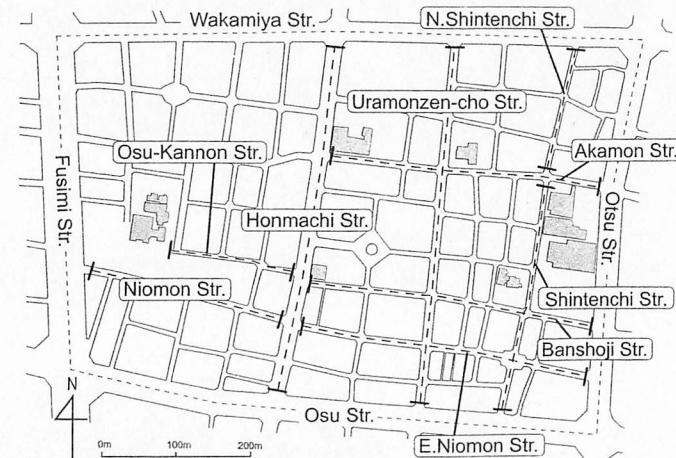 Wakamiya Str.
N.Shintenchi Str.
Uramonzen-cho Str.
Osu-Kannon Str.
Akamon Str.
Fusimi Str.
Honmachi Str.
Otsu Str.
Niomon Str.
Shintenchi Str.
Banshoji Str.
N
Osu Str.
0m 100m 200m
E.Niomon Str.